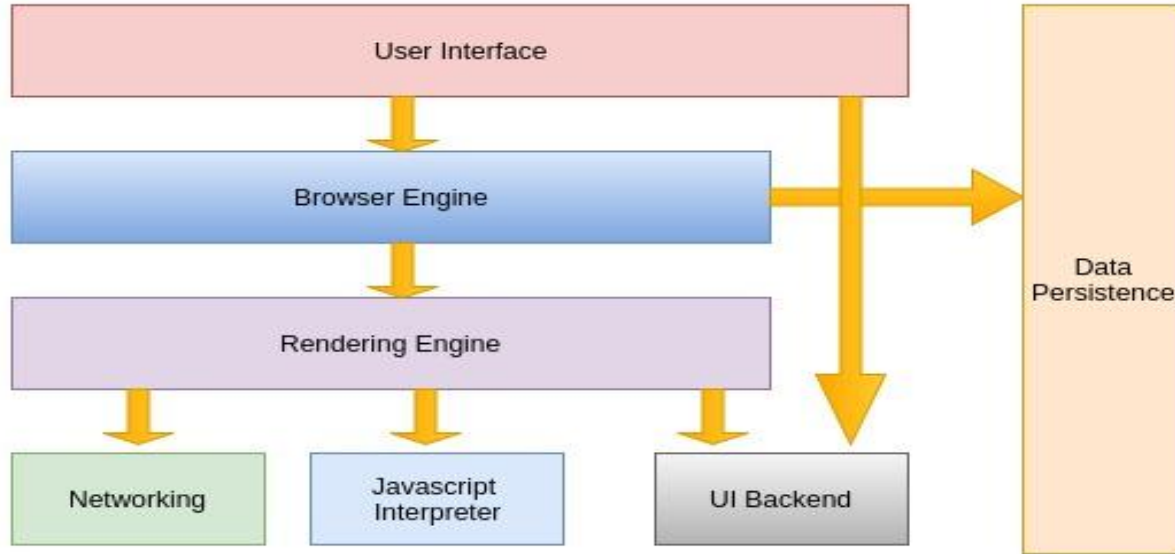 User Interface
Browser Engine
Data
Persistence
Rendering Engine
Networking
Javascript
Interpreter
UI Backend